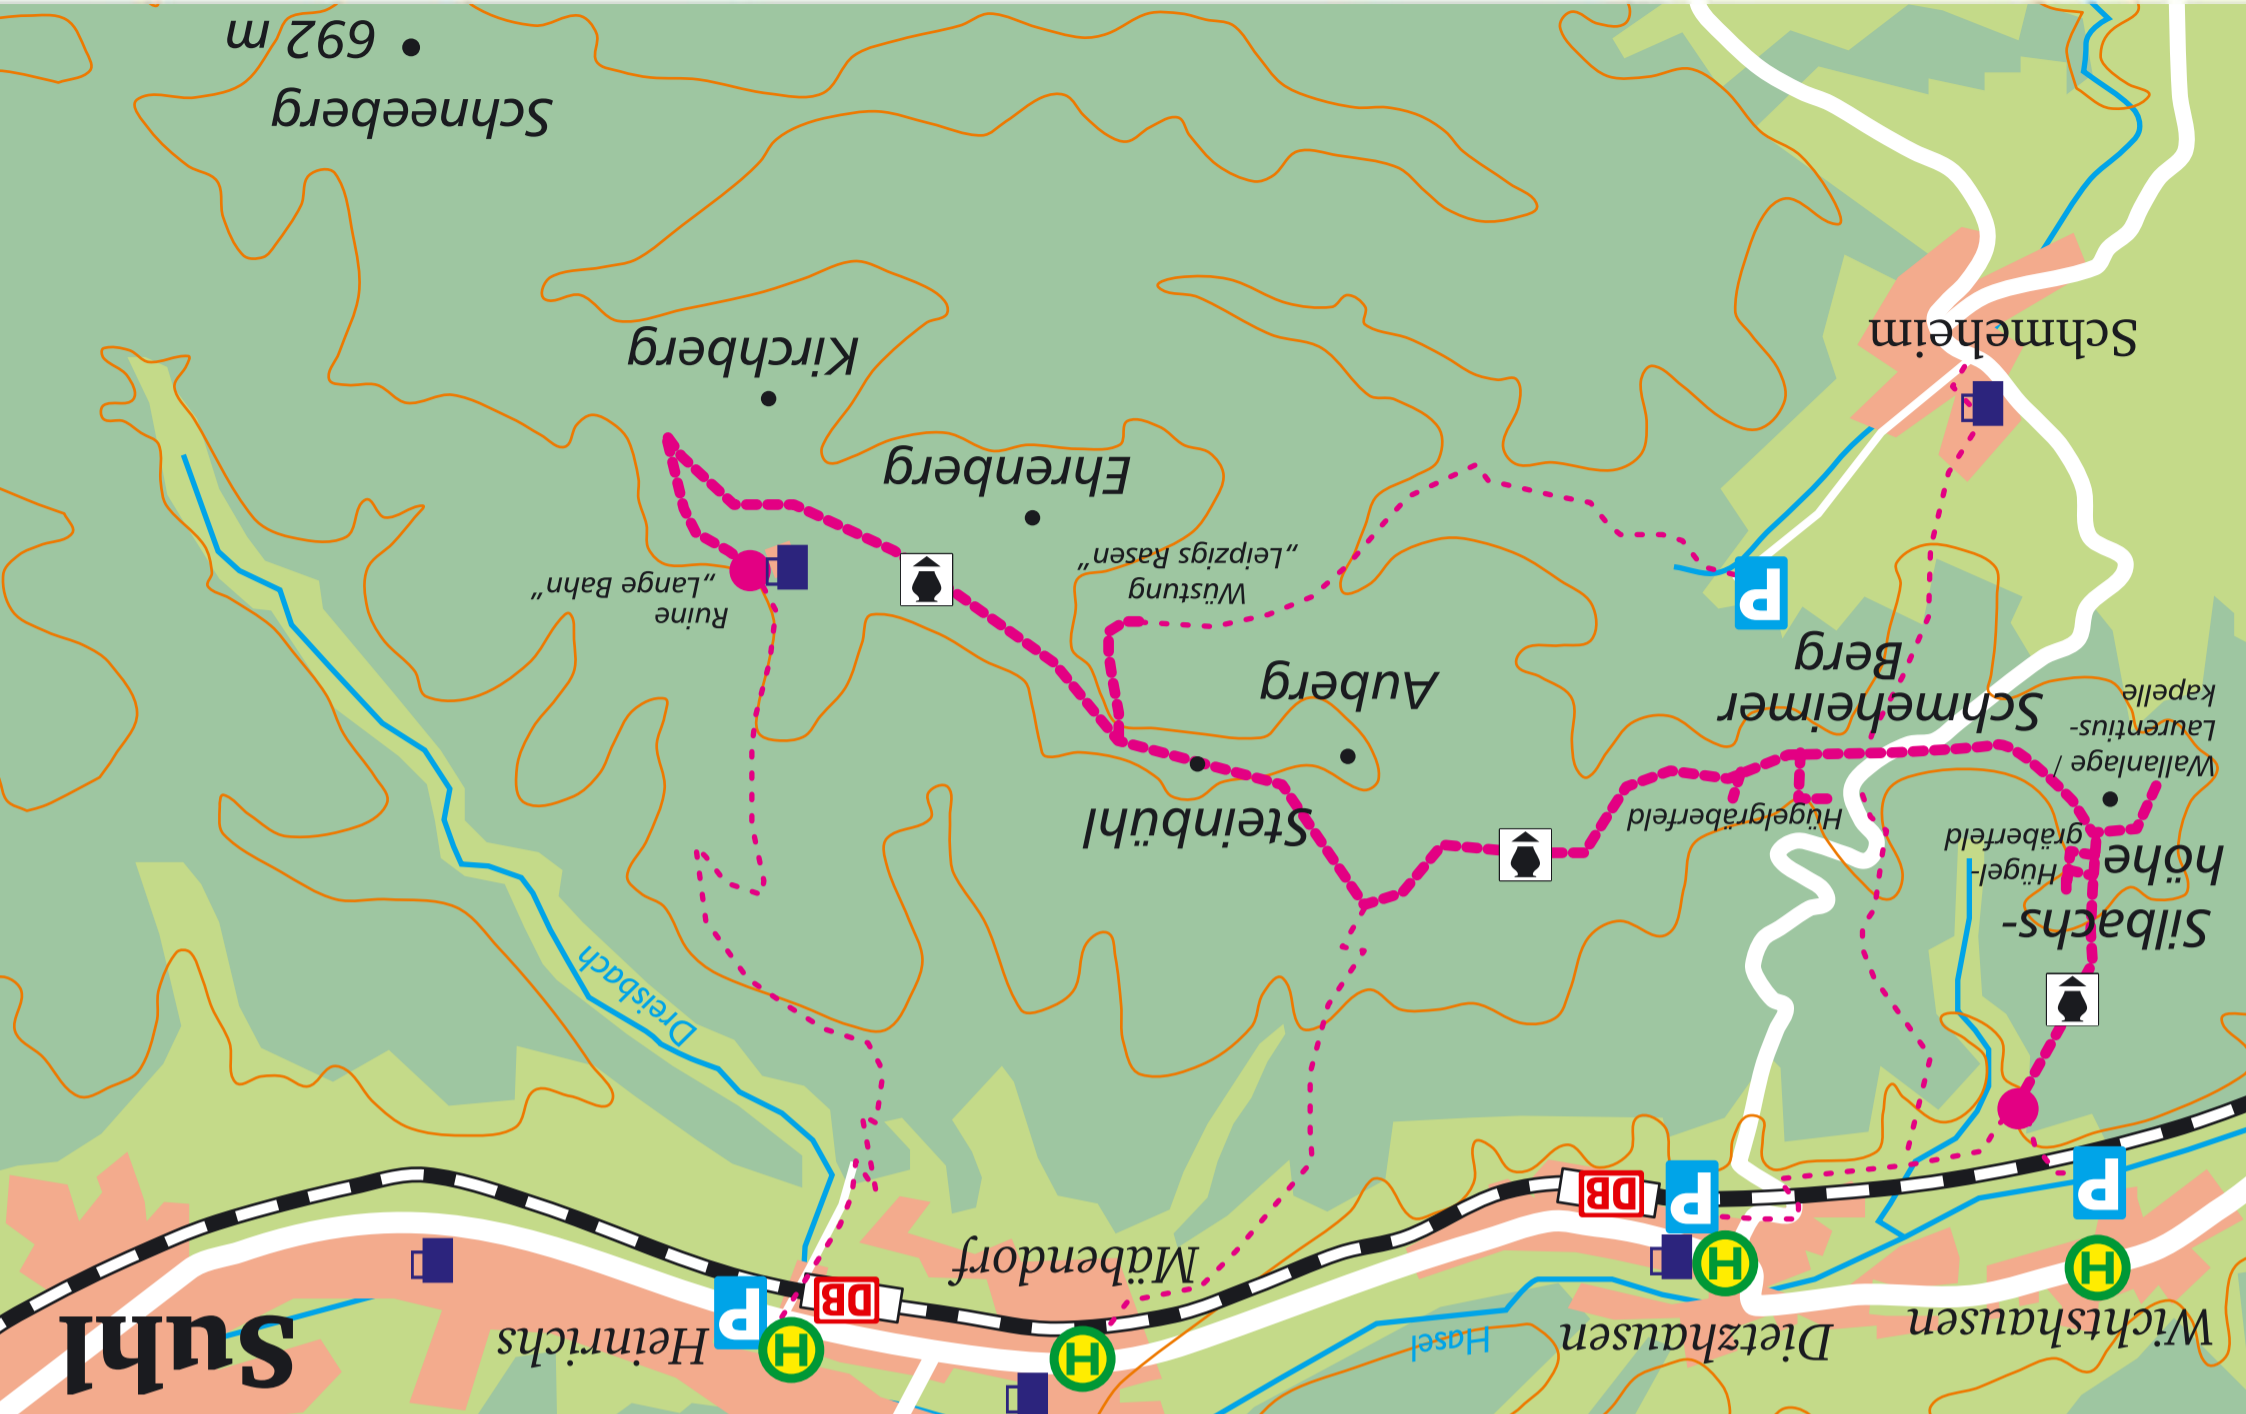 Wichtshausen
Dietzhausen
Hasel
Heinrichs
Suhl
H
H
H
H
P
P
DB
DB
P
Mäbendorf
Dreisbach
Silbachs-
höhe
Hügel-
gräberfeld
Wallanlage /
Laurentius-
kapelle
Hügelgräberfeld
Schmeheimer
Berg
Steinbühl
Auberg
P
Wüstung
„Leipzigs Rasen“
Ruine
„Lange Bahn“
Ehrenberg
Kirchberg
Schmeheim
Schneeberg
692 m